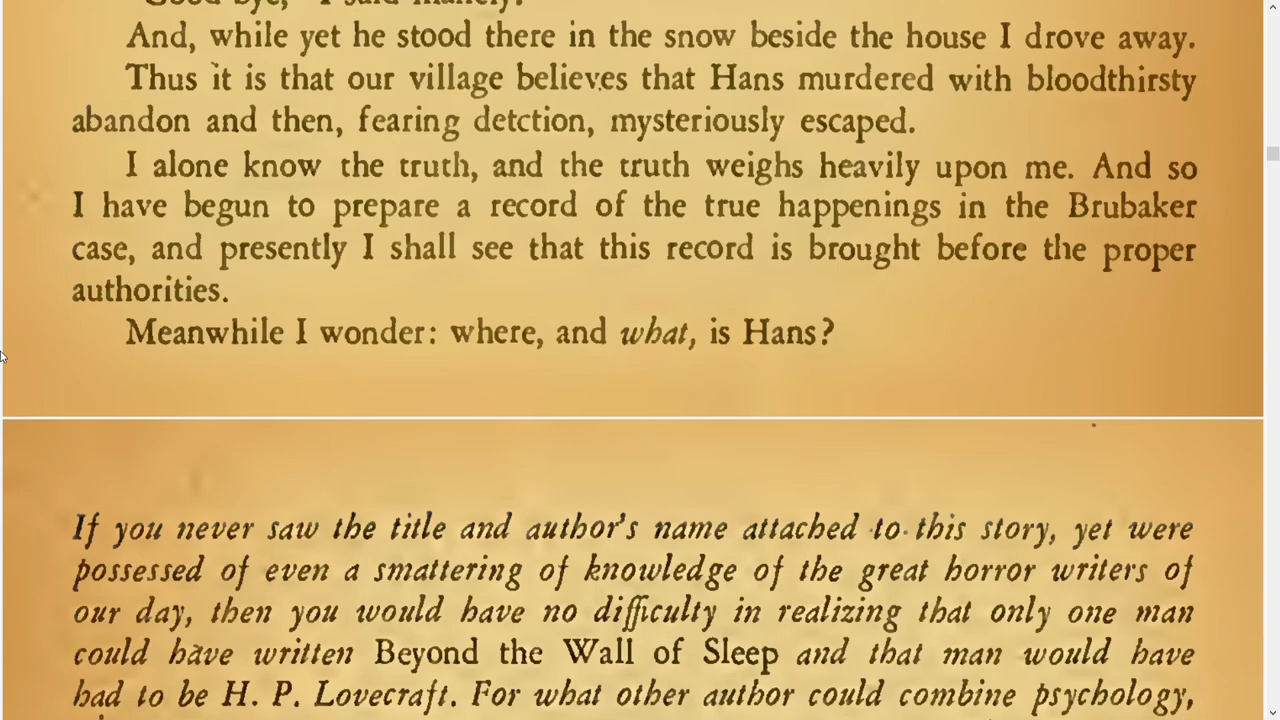 And, while yet he stood there in the snow beside the house I drove away.
Thus it is that our village believes that Hans murdered with bloodthirsty
abandon and then, fearing detction, mysteriously escaped.
I alone know the truth, and the truth weighs heavily upon me. And so
I have begun to prepare a record of the true happenings in the Brubaker
case, and presently I shall see that this record is brought before the proper
authorities.
Meanwhile I wonder: where, and what, is Hans?
If you never saw the title and author's name attached to this story, yet were
possessed of even a smattering of knowledge of the great horror writers of
our day, then you would have no difficulty in realizing that only one man
could have written Beyond the Wall of Sleep and that man would have
had to be H. P. Lovecraft. For what other author could combine psychology,